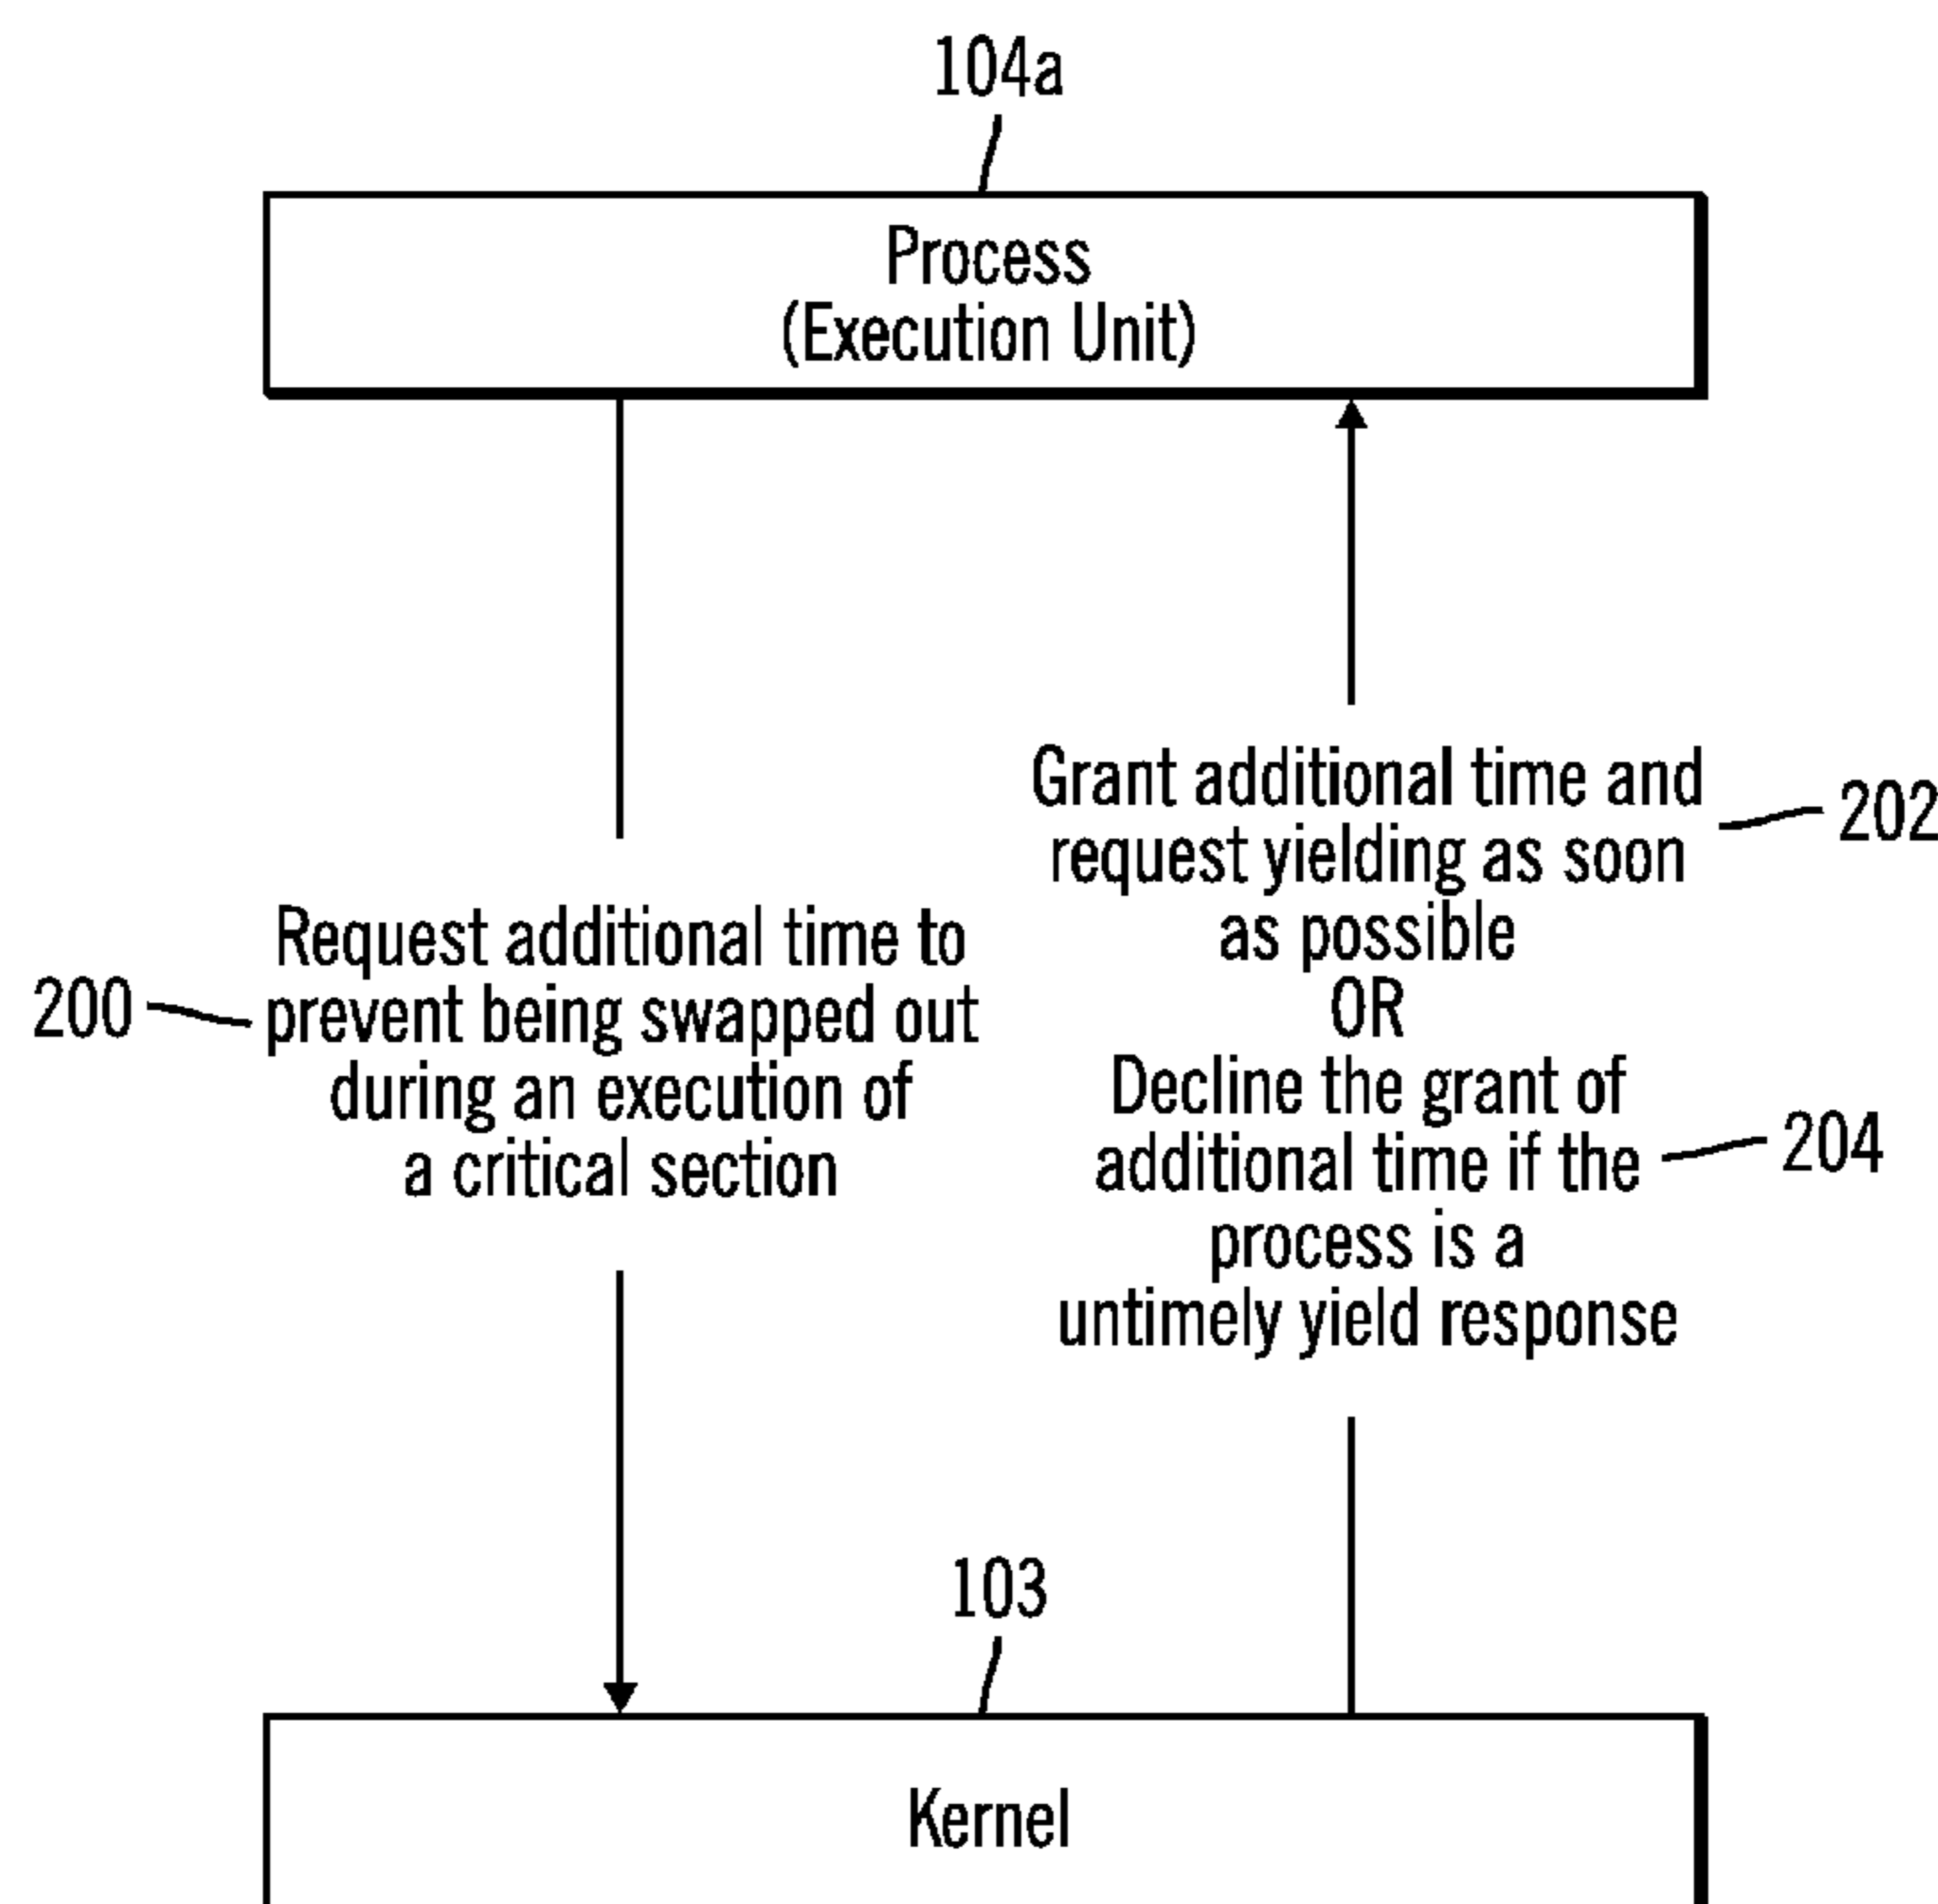 104a
Process
(Execution Unit)
Grant additional time and
request yielding as soon
as possible
202
OR
Decline the grant of
additional time if the
process is a
untimely yield response
204
Request additional time to
prevent being swapped out
during an execution of
a critical section
200
103
Kernel